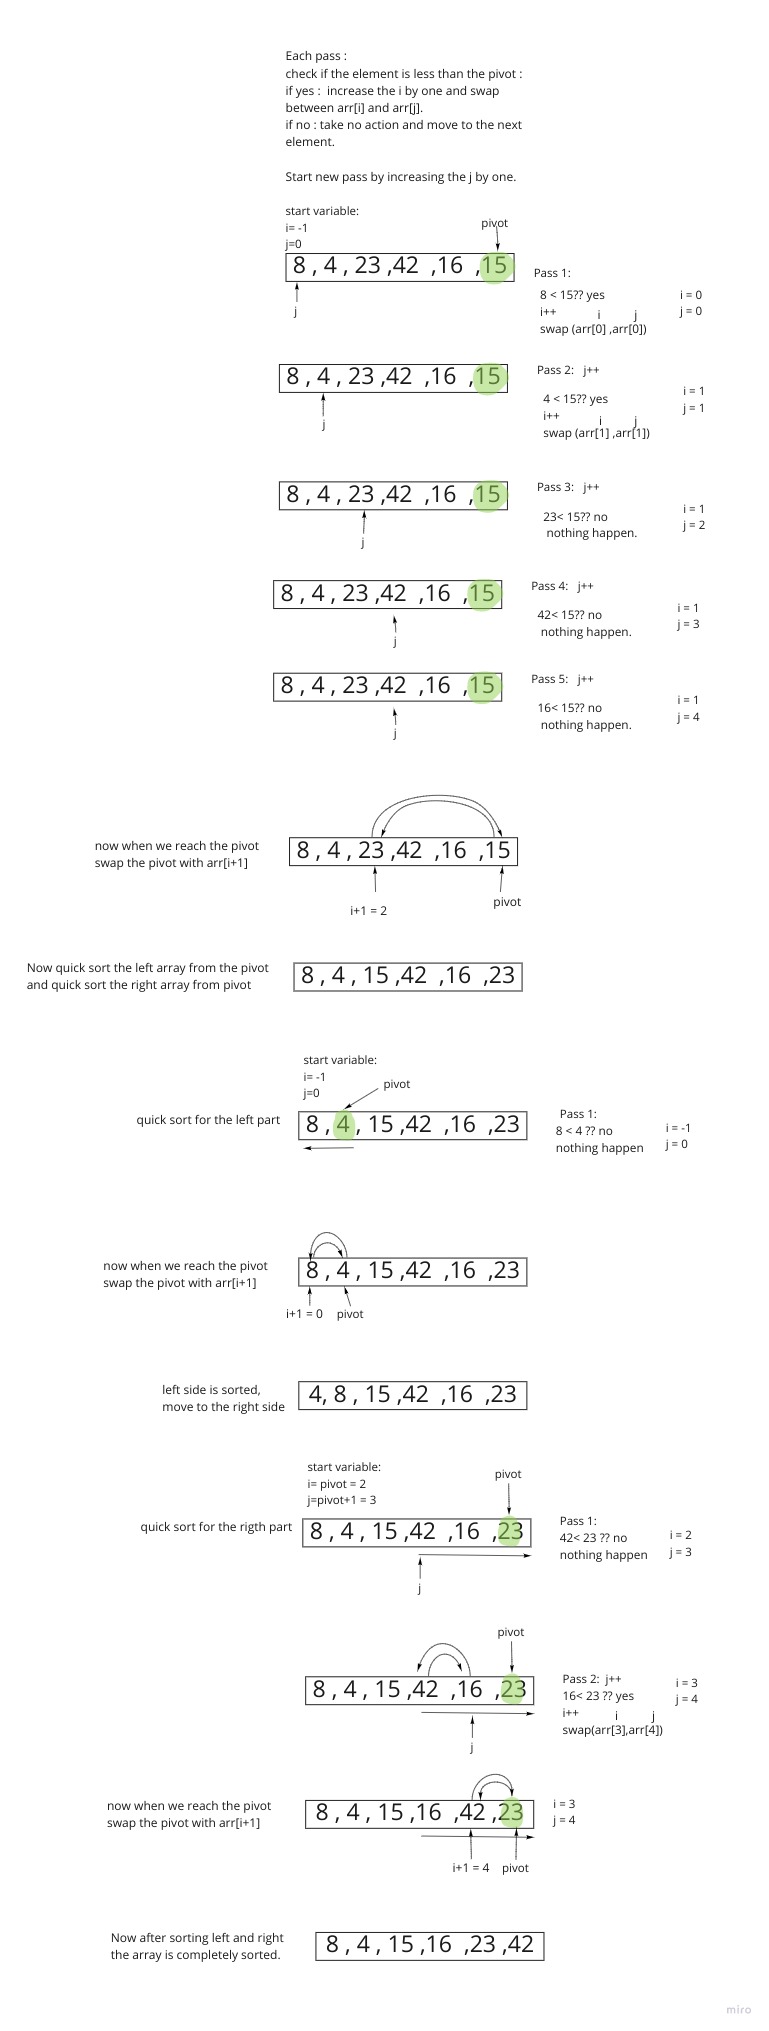 Each pass :
check if the element is less than the pivot :
if yes :  increase the i by one and swap
between arr[i] and arr[j].
if no : take no action and move to the next
element.
Start new pass by increasing the j by one.
start variable:
i= -1
j=0
pivot
8 , 4 , 23 ,42  ,16  ,15
j
Pass 1:
8 < 15?? yes
i++
i j
swap (arr[0] ,arr[0])
i = 0
j = 0
8 , 4 , 23 ,42  ,16  ,15
j
Pass 2:   j++
4 < 15?? yes
i++
i j
swap (arr[1] ,arr[1])
i = 1
j = 1
8 , 4 , 23 ,42  ,16  ,15
j
Pass 3:   j++
23< 15?? no
nothing happen.
i = 1
j = 2
8 , 4 , 23 ,42  ,16  ,15
j
Pass 4:   j++
42< 15?? no
nothing happen.
i = 1
j = 3
8 , 4 , 23 ,42  ,16  ,15
j
Pass 5:   j++
16< 15?? no
nothing happen.
i = 1
j = 4
now when we reach the pivot
swap the pivot with arr[i+1]
8 , 4 , 23 ,42  ,16  ,15
i+1 = 2
pivot
Now quick sort the left array from the pivot
and quick sort the right array from pivot
8 , 4 , 15 ,42  ,16  ,23
start variable:
i= -1
j=0
pivot
quick sort for the left part
8 , 4 , 15 ,42  ,16  ,23
Pass 1:
8 < 4 ?? no
nothing happen
i = -1
j = 0
now when we reach the pivot
swap the pivot with arr[i+1]
8 , 4 , 15 ,42  ,16  ,23
i+1 = 0
pivot
left side is sorted,
move to the right side
4, 8 , 15 ,42  ,16  ,23
start variable:
i= pivot = 2
j=pivot+1 = 3
pivot
quick sort for the rigth part
8 , 4 , 15 ,42  ,16  ,23
j
Pass 1:
42< 23 ?? no
nothing happen
i = 2
j = 3
pivot
8 , 4 , 15 ,42  ,16  ,23
j
Pass 2:  j++
16< 23 ?? yes
i++
i j
swap(arr[3],arr[4])
i = 3
j = 4
now when we reach the pivot
swap the pivot with arr[i+1]
8 , 4 , 15 ,16  ,42  ,23
i+1 = 4
pivot
i = 3
j = 4
Now after sorting left and right
the array is completely sorted.
8 , 4 , 15 ,16  ,23 ,42
miro